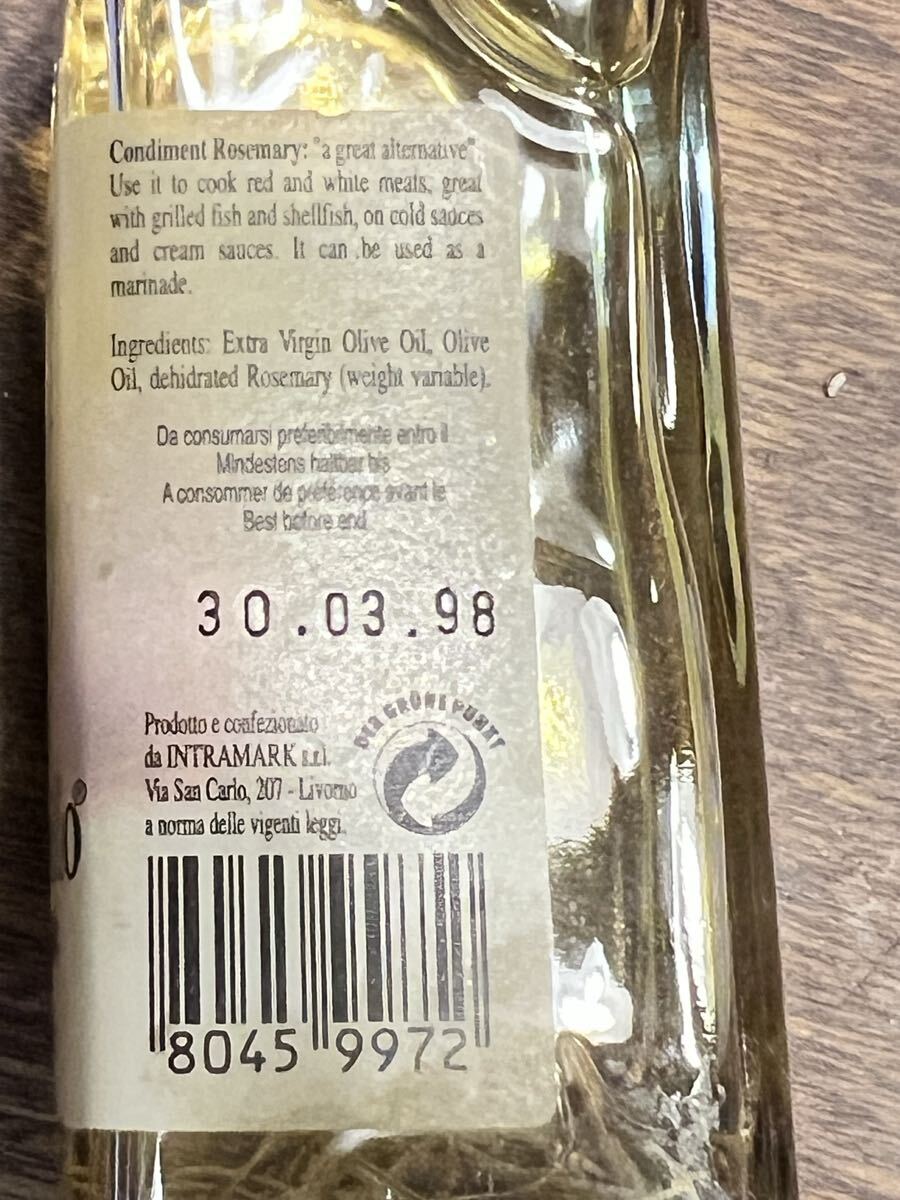 Condiment Rosemary: "a great alternative"
Use it to cook red and white meats, great
with grilled fish and shellfish, on cold sauces
and cream sauces. It can be used as a
marinade.
Ingredients: Extra Virgin Olive Oil, Olive
Oil, dehidrated Rosemary (weight variable).
Da consumarsi preferibilmente entro il
Mindestens haltbar bis
A consommer de préférence avant le
Best before end
30.03.98
DER GRÜNE PUNKT
Prodotto e confezionato
da INTRAMARK s.r.l.
Via San Carlo, 207 - Livorno
a norma delle vigenti leggi.
8045 9972